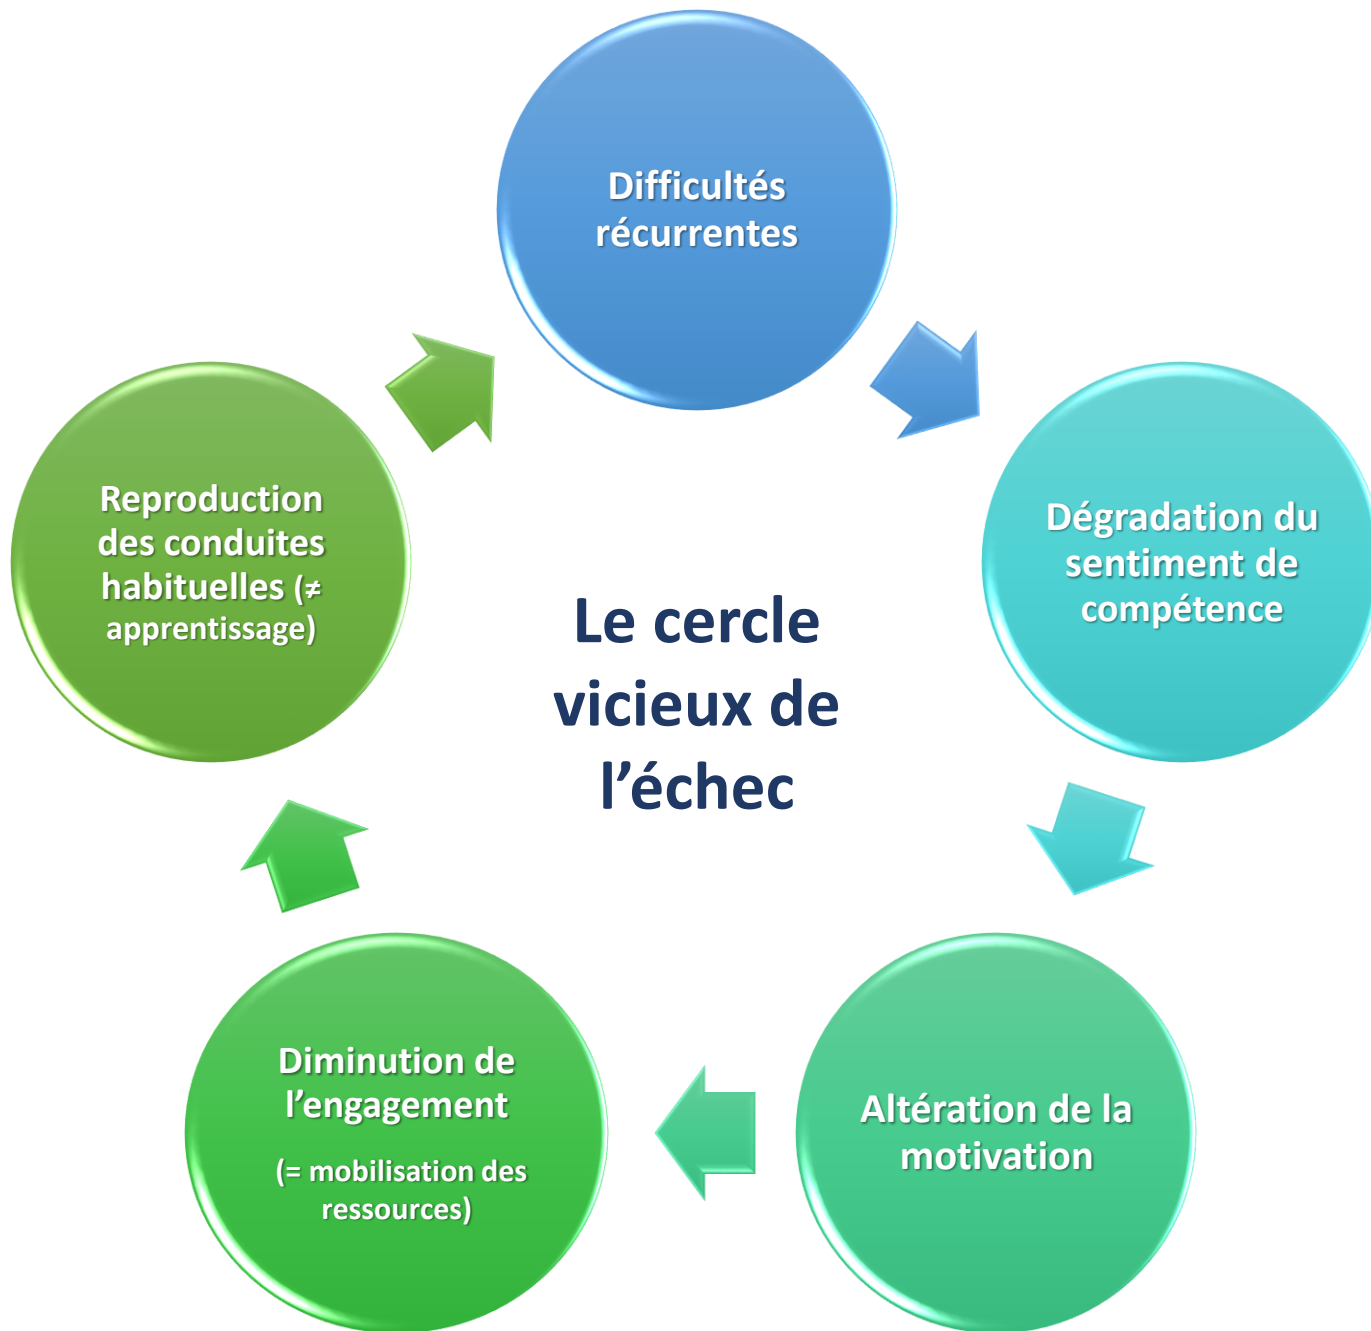 Difficultés
récurrentes
Dégradation du
sentiment de
compétence
Altération de la
motivation
Diminution de
l’engagement
(= mobilisation des
ressources)
Reproduction
des conduites
habituelles (≠
apprentissage)
Le cercle
vicieux de
l’échec